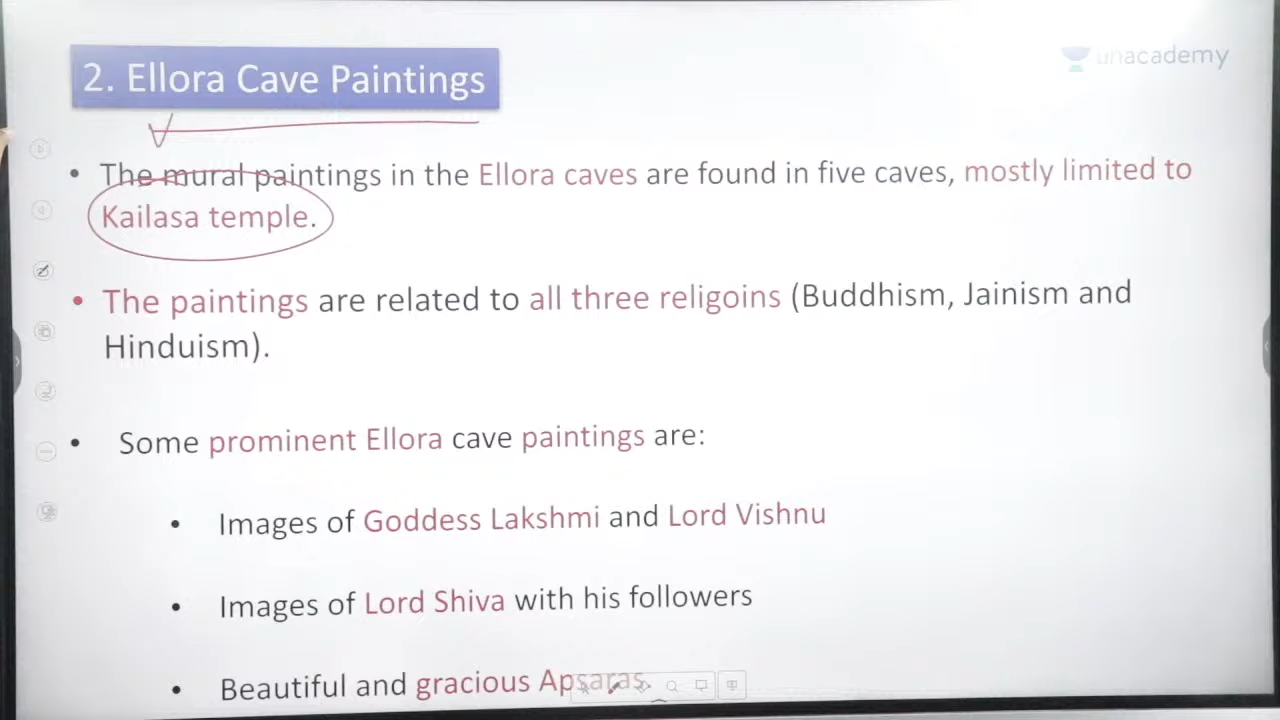 2. Ellora Cave Paintings
unacademy
• The mural paintings in the Ellora caves are found in five caves, mostly limited to
Kailasa temple.
• The paintings are related to all three religoins (Buddhism, Jainism and
Hinduism).
• Some prominent Ellora cave paintings are:
• Images of Goddess Lakshmi and Lord Vishnu
• Images of Lord Shiva with his followers
• Beautiful and gracious Apsaras.